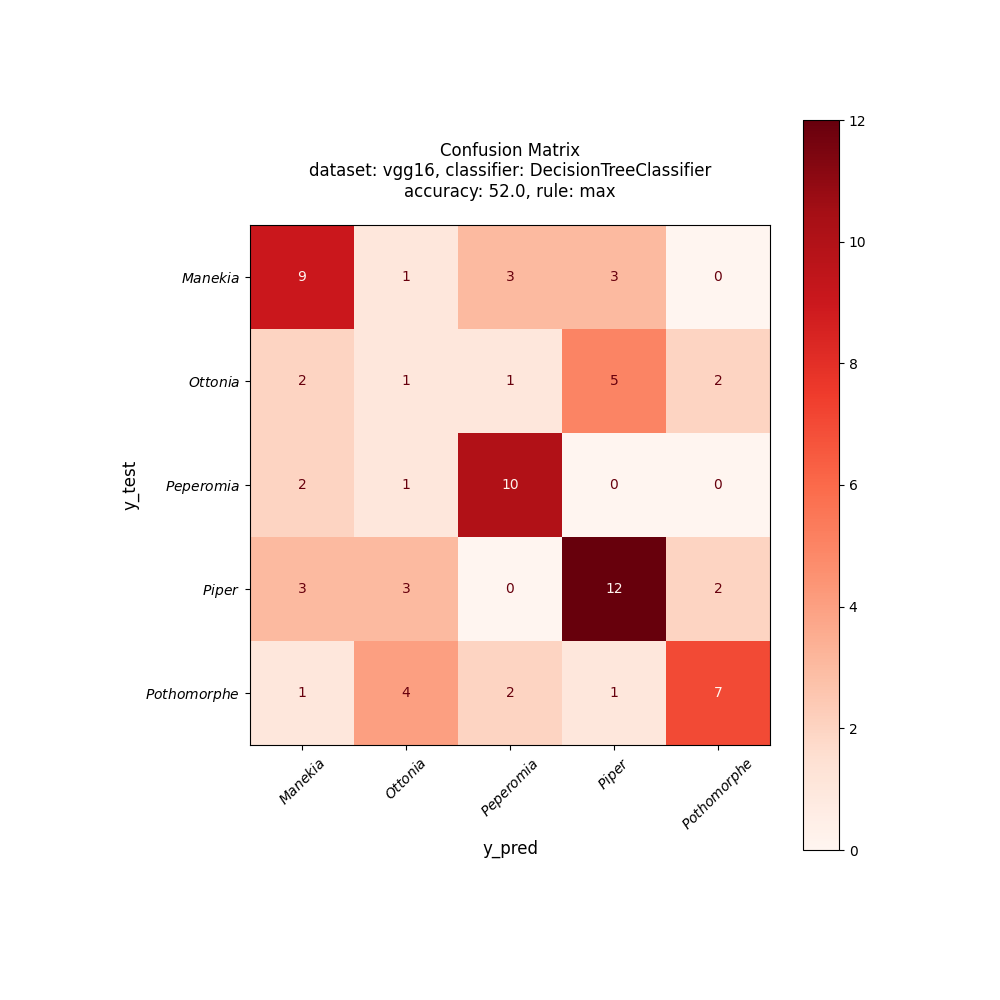 Confusion Matrix
dataset: vgg16, classifier: DecisionTreeClassifier
accuracy: 52.0, rule: max
Manekia 9 1 3 3 0
Ottonia 2 1 1 5 2
Peperomia 2 1 10 0 0
Piper 3 3 0 12 2
Pothomorphe 1 4 2 1 7
y_test
Manekia Ottonia Peperomia Piper Pothomorphe
y_pred
12
10
8
6
4
2
0